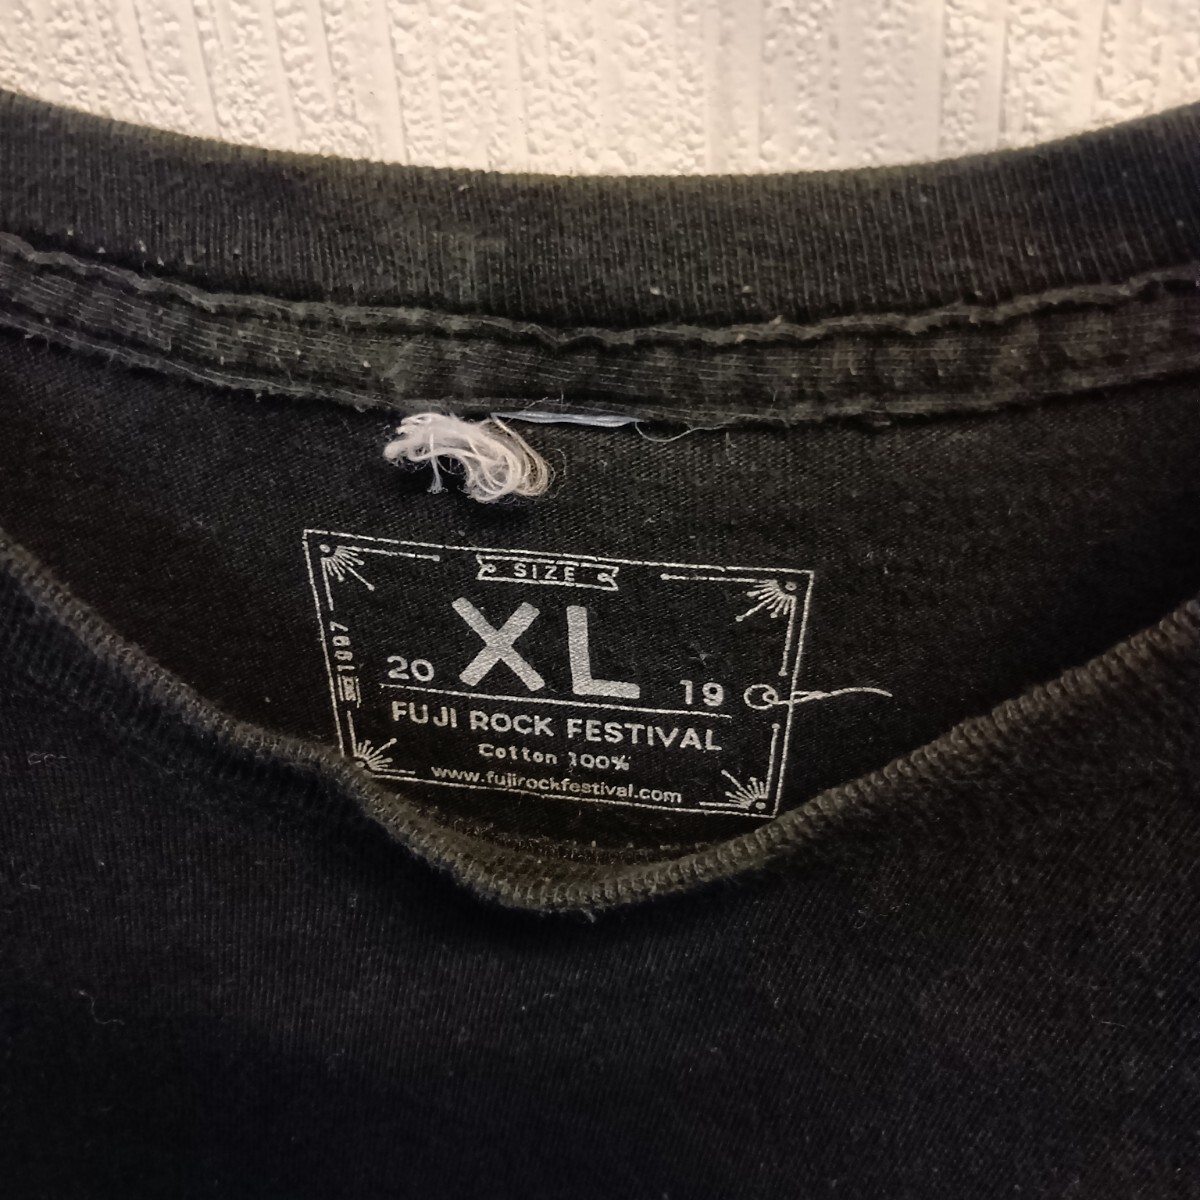 SIZE
XL
20 19
FUJI ROCK FESTIVAL
Cotton 100%
www.fujirockfestival.com
1997